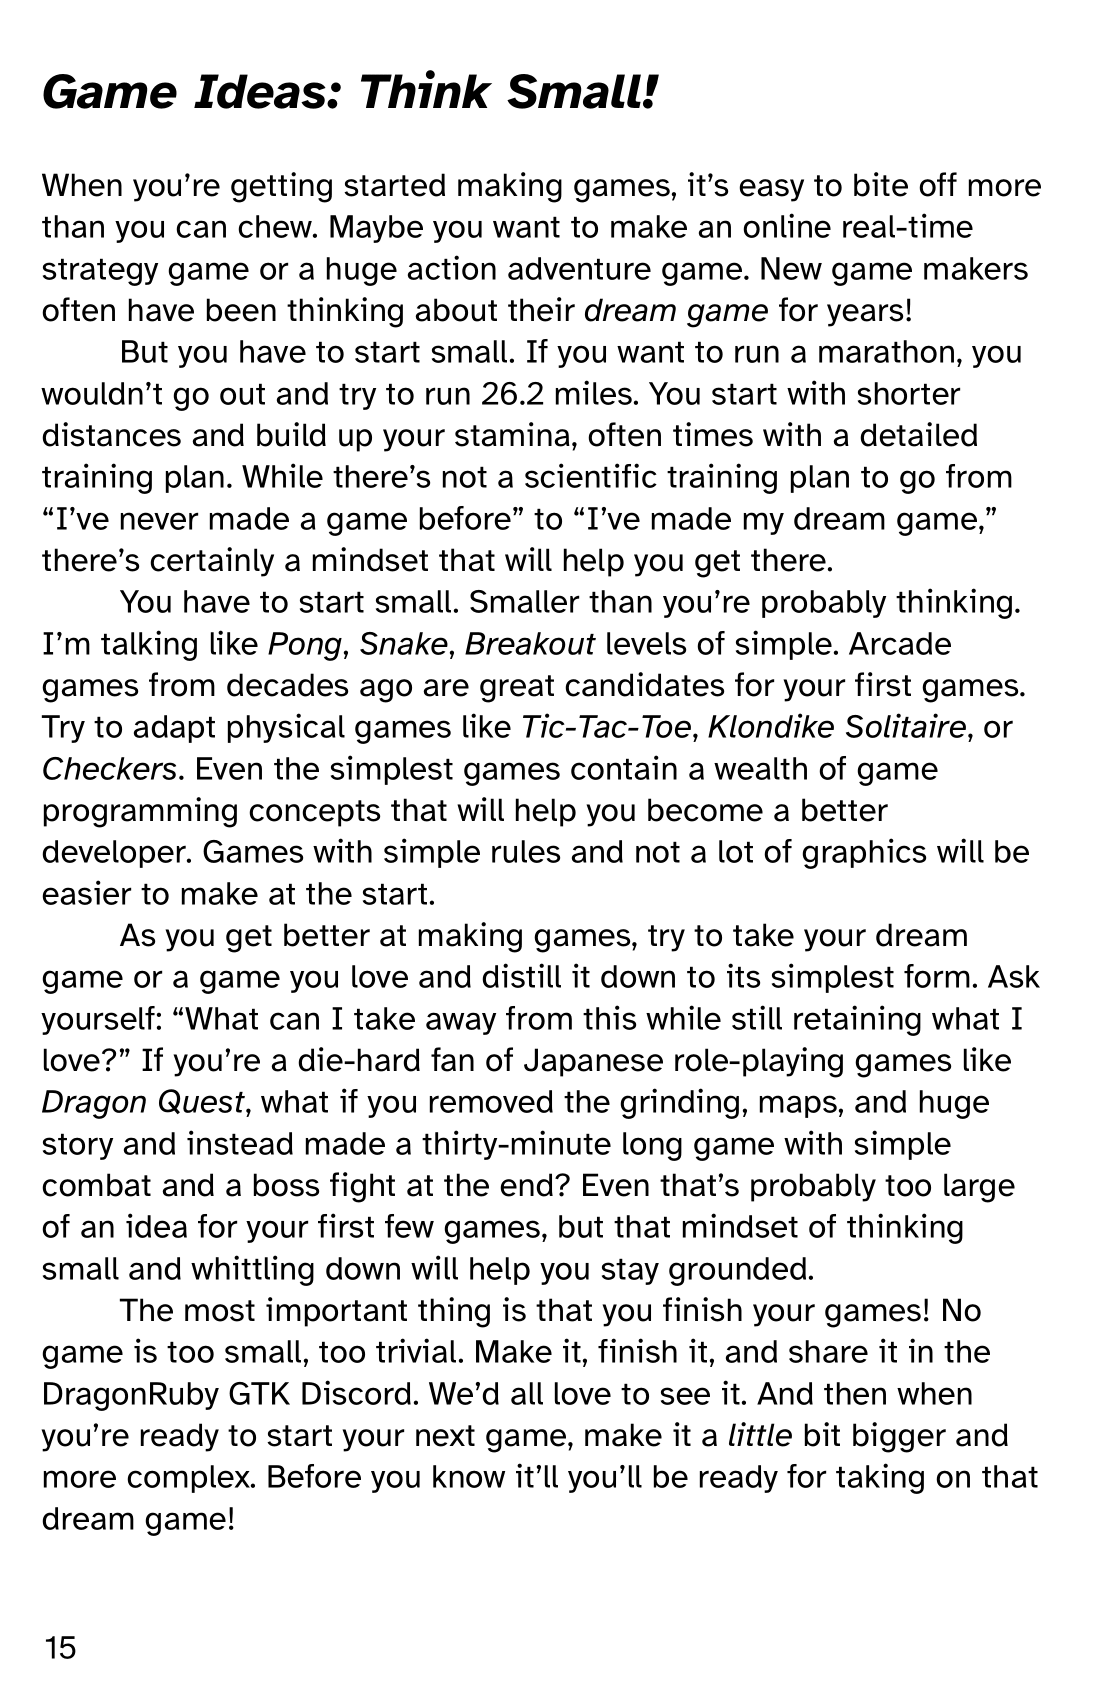 Game Ideas: Think Small!
When you’re getting started making games, it’s easy to bite off more
than you can chew. Maybe you want to make an online real-time
strategy game or a huge action adventure game. New game makers
often have been thinking about their dream game for years!
But you have to start small. If you want to run a marathon, you
wouldn’t go out and try to run 26.2 miles. You start with shorter
distances and build up your stamina, often times with a detailed
training plan. While there’s not a scientific training plan to go from
“I’ve never made a game before” to “I’ve made my dream game,”
there’s certainly a mindset that will help you get there.
You have to start small. Smaller than you’re probably thinking.
I’m talking like Pong, Snake, Breakout levels of simple. Arcade
games from decades ago are great candidates for your first games.
Try to adapt physical games like Tic-Tac-Toe, Klondike Solitaire, or
Checkers. Even the simplest games contain a wealth of game
programming concepts that will help you become a better
developer. Games with simple rules and not a lot of graphics will be
easier to make at the start.
As you get better at making games, try to take your dream
game or a game you love and distill it down to its simplest form. Ask
yourself: “What can I take away from this while still retaining what I
love?” If you’re a die-hard fan of Japanese role-playing games like
Dragon Quest, what if you removed the grinding, maps, and huge
story and instead made a thirty-minute long game with simple
combat and a boss fight at the end? Even that’s probably too large
of an idea for your first few games, but that mindset of thinking
small and whittling down will help you stay grounded.
The most important thing is that you finish your games! No
game is too small, too trivial. Make it, finish it, and share it in the
DragonRuby GTK Discord. We’d all love to see it. And then when
you’re ready to start your next game, make it a little bit bigger and
more complex. Before you know it’ll you’ll be ready for taking on that
dream game!
15